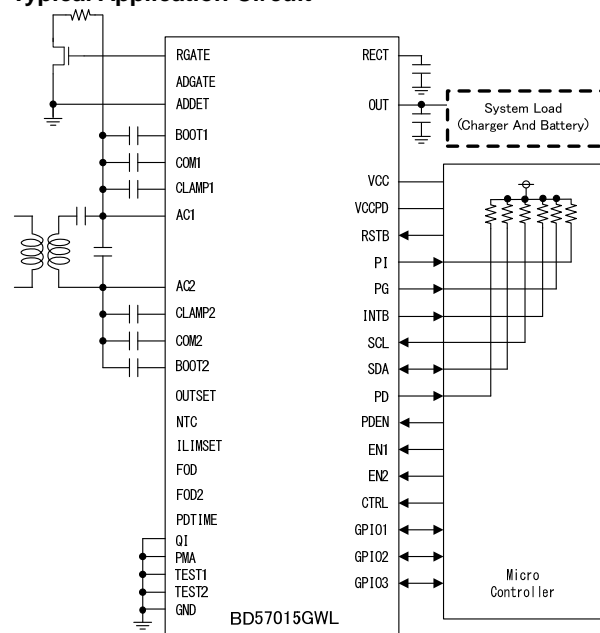 Typical Application Circuit
RGATE
ADGATE
ADDET
BOOT1
COM1
CLAMP1
AC1
AC2
CLAMP2
COM2
BOOT2
OUTSET
NTC
ILIMSET
FOD
FOD2
PDTIME
QI
PMA
TEST1
TEST2
GND
BD57015GWL
RECT
OUT
VCC
VCCPD
RSTB
PI
PG
INTB
SCL
SDA
PD
PDEN
EN1
EN2
CTRL
GPIO1
GPIO2
GPIO3
System Load
(Charger And Battery)
Micro
Controller